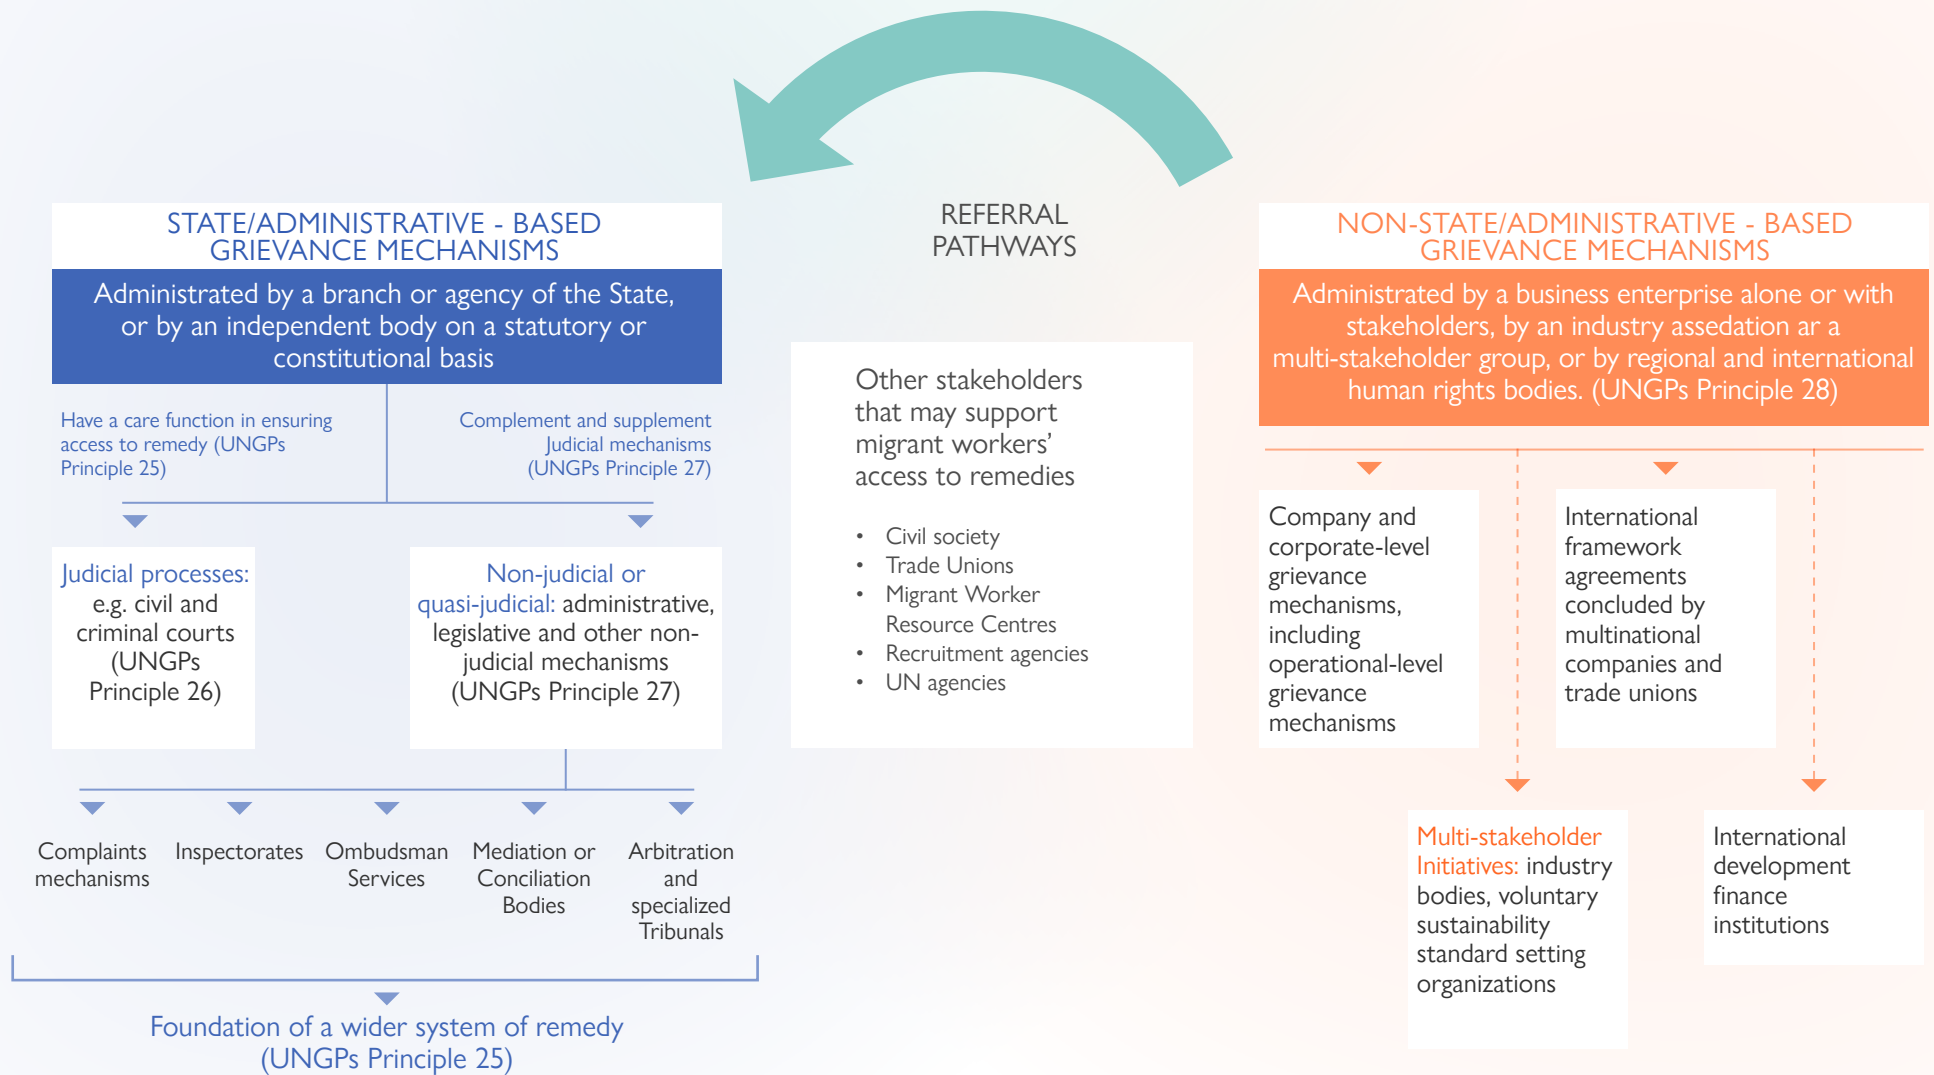 STATE/ADMINISTRATIVE - BASED
GRIEVANCE MECHANISMS
Administrated by a branch or agency of the State,
or by an independent body on a statutory or
constitutional basis
Have a care function in ensuring
access to remedy (UNGPs
Principle 25)
Complement and supplement
Judicial mechanisms
(UNGPs Principle 27)
Judicial processes:
e.g. civil and
criminal courts
(UNGPs
Principle 26)
Non-judicial or
quasi-judicial: administrative,
legislative and other non-
judicial mechanisms
(UNGPs Principle 27)
Complaints
mechanisms
Inspectorates
Ombudsman
Services
Mediation or
Conciliation
Bodies
Arbitration
and
specialized
Tribunals
Foundation of a wider system of remedy
(UNGPs Principle 25)
REFERRAL
PATHWAYS
Other stakeholders
that may support
migrant workers'
access to remedies
• Civil society
• Trade Unions
• Migrant Worker
Resource Centres
• Recruitment agencies
• UN agencies
NON-STATE/ADMINISTRATIVE - BASED
GRIEVANCE MECHANISMS
Administrated by a business enterprise alone or with
stakeholders, by an industry assedation ar a
multi-stakeholder group, or by regional and international
human rights bodies. (UNGPs Principle 28)
Company and
corporate-level
grievance
mechanisms,
including
operational-level
grievance
mechanisms
International
framework
agreements
concluded by
multinational
companies and
trade unions
Multi-stakeholder
Initiatives: industry
bodies, voluntary
sustainability
standard setting
organizations
International
development
finance
institutions